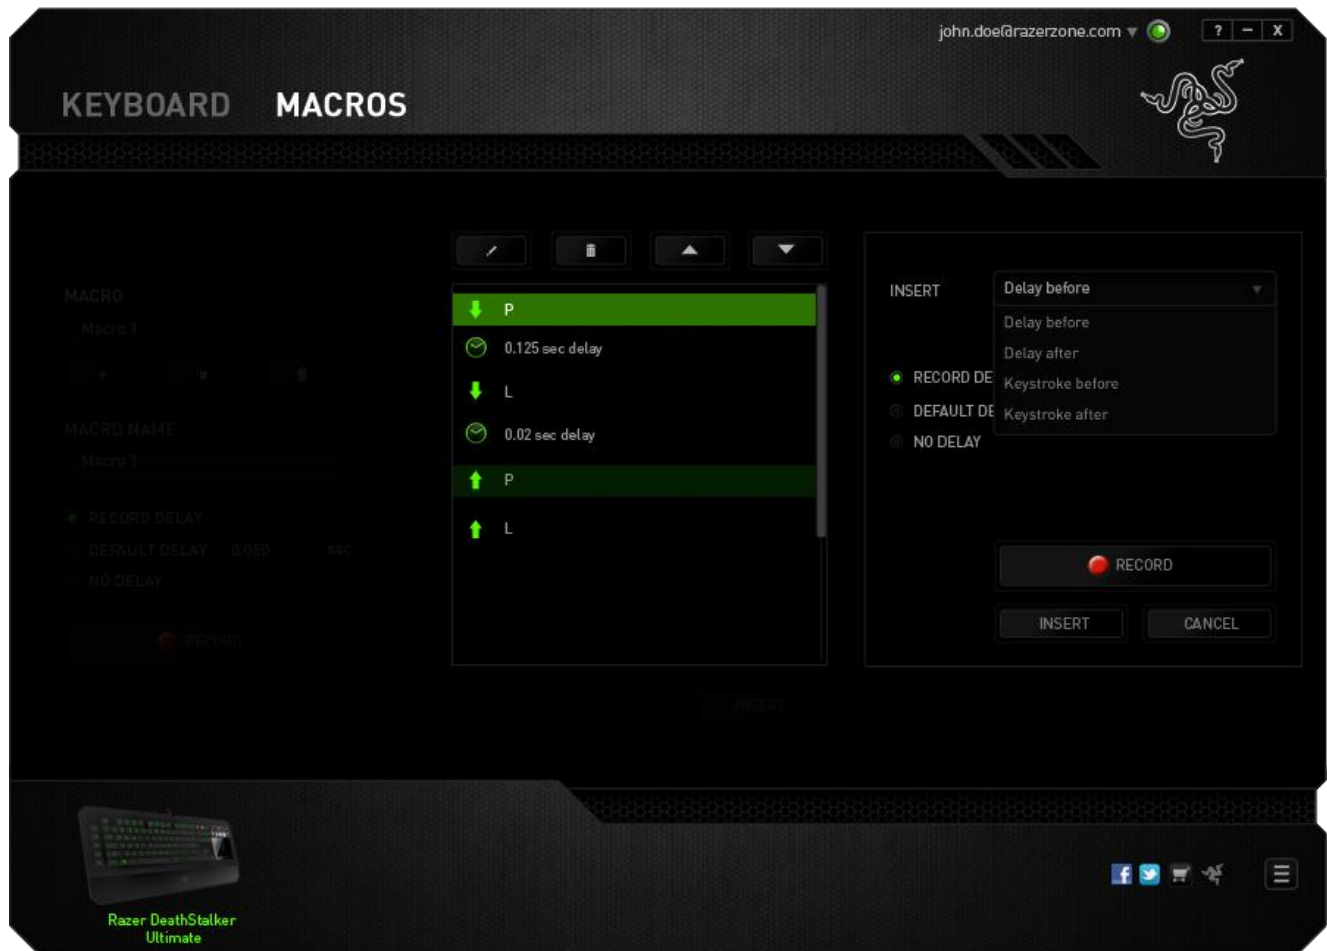 john.doe@razerzone.com
? – X
KEYBOARD MACROS
MACRO
Macro 1
MACRO NAME
Macro 1
RECORD DELAY
DEFAULT DELAY 0.050 sec
NO DELAY
RECORD
P
0.125 sec delay
L
0.02 sec delay
P
L
INSERT
INSERT Delay before
Delay before
Delay after
Keystroke before
Keystroke after
RECORD DE
DEFAULT DE
NO DELAY
RECORD
INSERT CANCEL
Razer DeathStalker
Ultimate